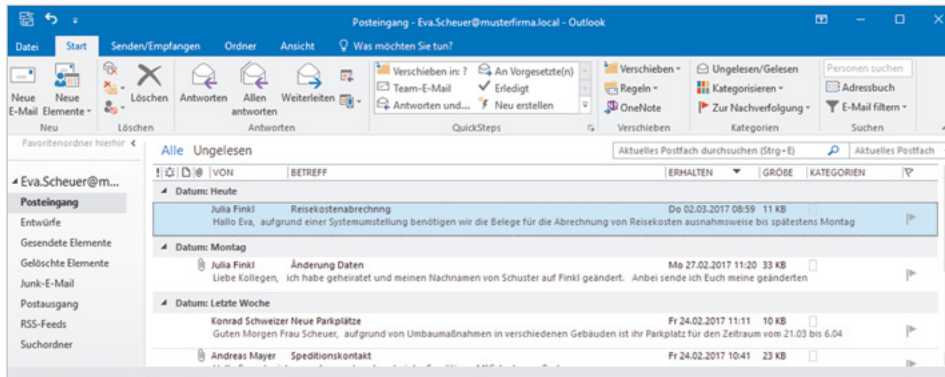 Posteingang - Eva.Scheuer@musterfirma.local - Outlook
Datei Start Senden/Empfangen Ordner Ansicht Was möchten Sie tun?
Neue E-Mail
Neue Elemente
Neu
Löschen
Löschen
Antworten
Allen antworten
Weiterleiten
Antworten
Verschieben in: ?
Team-E-Mail
Antworten und...
An Vorgesetzte(n)
Erledigt
Neu erstellen
QuickSteps
Verschieben
Regeln
OneNote
Verschieben
Ungelesen/Gelesen
Kategorisieren
Zur Nachverfolgung
Kategorien
Personen suchen
Adressbuch
E-Mail filtern
Suchen
Favoritenordner hierhir
Eva.Scheuer@m...
Posteingang
Entwürfe
Gesendete Elemente
Gelöschte Elemente
Junk-E-Mail
Postausgang
RSS-Feeds
Suchordner
Alle Ungelesen
Aktuelles Postfach durchsuchen (Strg+E) Aktuelles Postfach
VON BETREFF ERHALTEN GRÖßE KATEGORIEN
Datum: Heute
Julia Finkl Reisekostenabrechnng Do 02.03.2017 08:59 11 KB
Hallo Eva, aufgrund einer Systemumstellung benötigen wir die Belege für die Abrechnung von Reisekosten ausnahmsweise bis spätestens Montag
Datum: Montag
Julia Finkl Änderung Daten Mo 27.02.2017 11:20 33 KB
Liebe Kollegen, ich habe geheiratet und meinen Nachnamen von Schuster auf Finkl geändert. Anbei sende ich Euch meine geänderten
Datum: Letzte Woche
Konrad Schweizer Neue Parkplätze Fr 24.02.2017 11:11 10 KB
Guten Morgen Frau Scheuer, aufgrund von Umbaumaßnahmen in verschiedenen Gebäuden ist ihr Parkplatz für den Zeitraum vom 21.03 bis 6.04
Andreas Mayer Speditionskontakt Fr 24.02.2017 10:41 23 KB